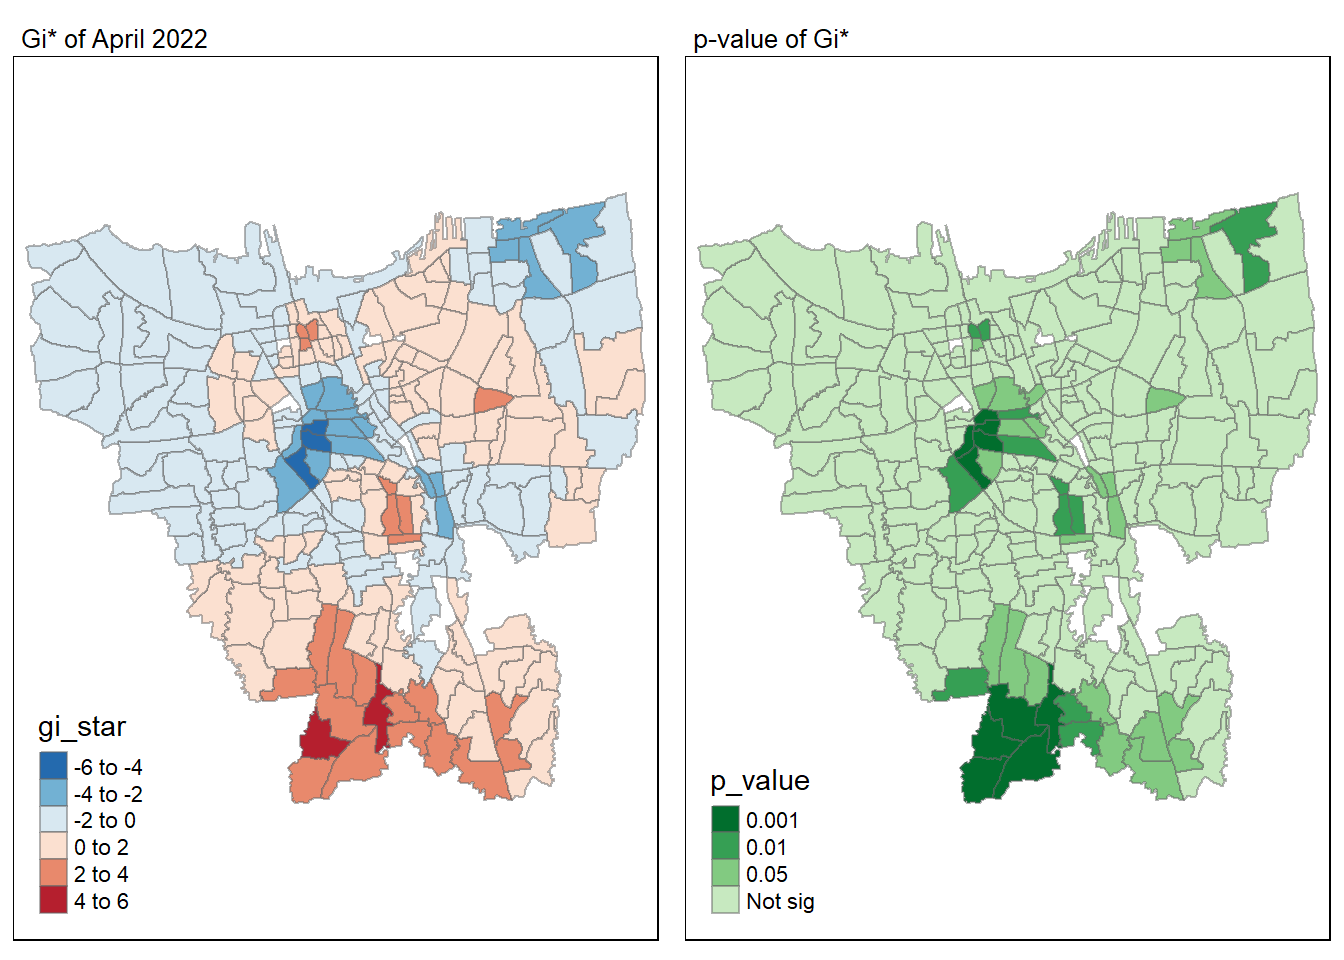 Gi* of April 2022
gi_star
-6 to -4
-4 to -2
-2 to 0
0 to 2
2 to 4
4 to 6
p-value of Gi*
p_value
0.001
0.01
0.05
Not sig